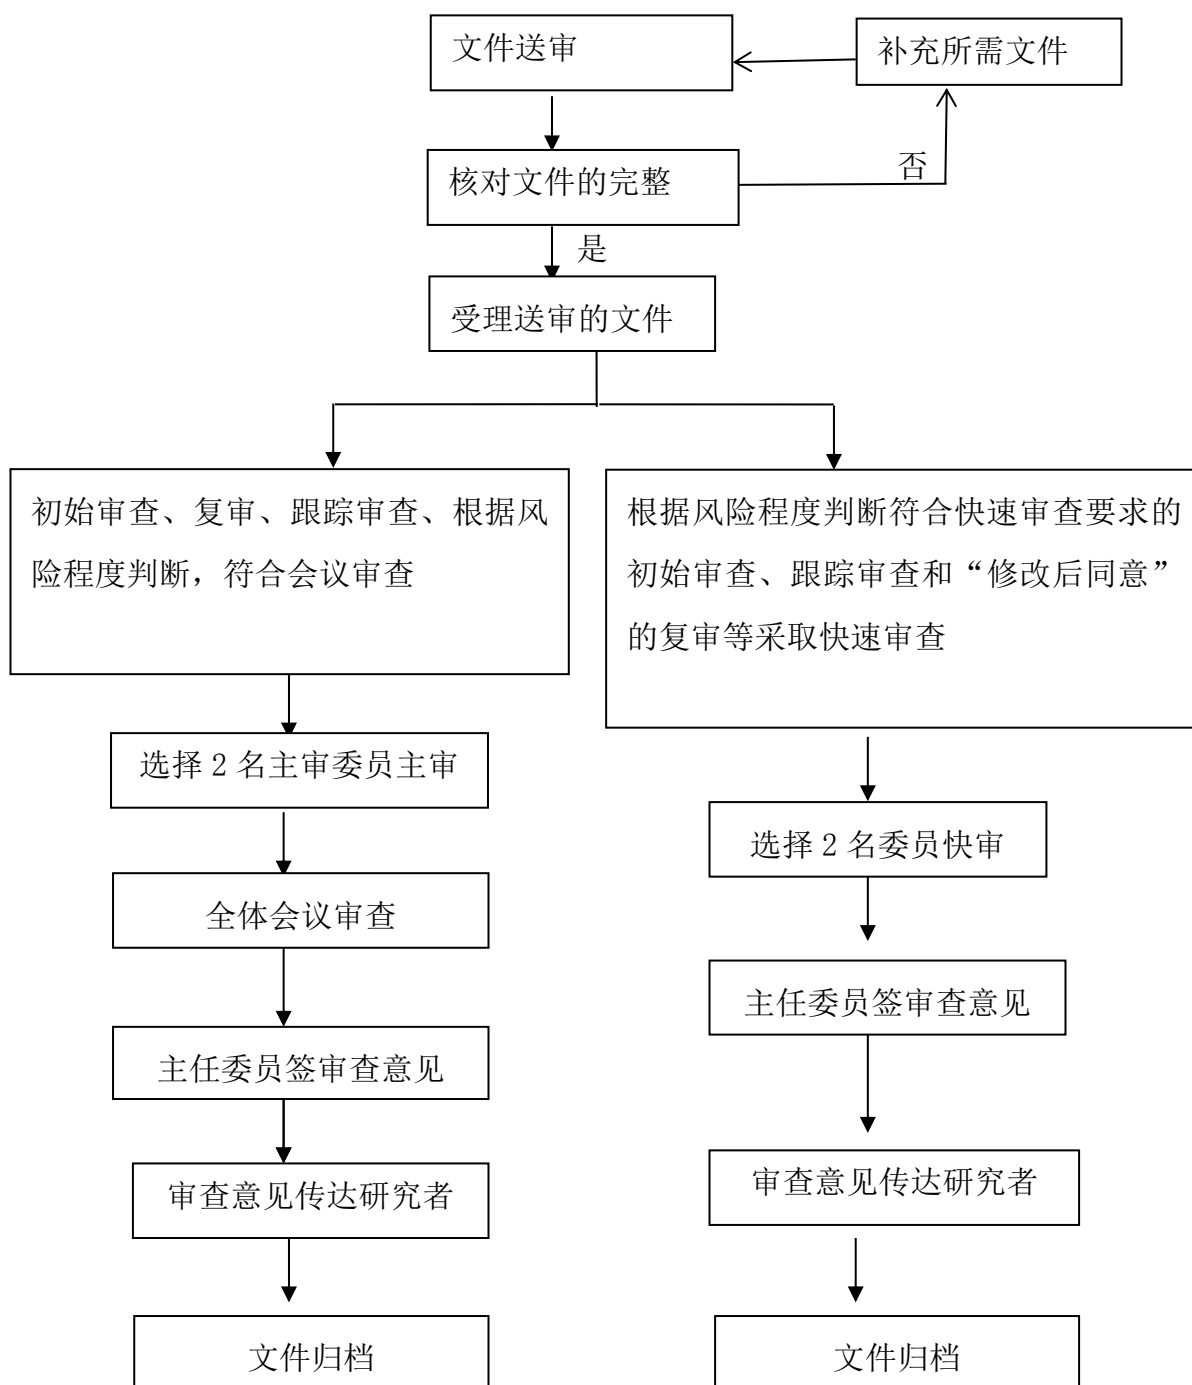 文件送审
补充所需文件
核对文件的完整
否
是
受理送审的文件
初始审查、复审、跟踪审查、根据风
险程度判断，符合会议审查
根据风险程度判断符合快速审查要求的
初始审查、跟踪审查和“修改后同意”
的复审等采取快速审查
选择 2 名主审委员主审
全体会议审查
主任委员签审查意见
审查意见传达研究者
文件归档
选择 2 名委员快审
主任委员签审查意见
审查意见传达研究者
文件归档